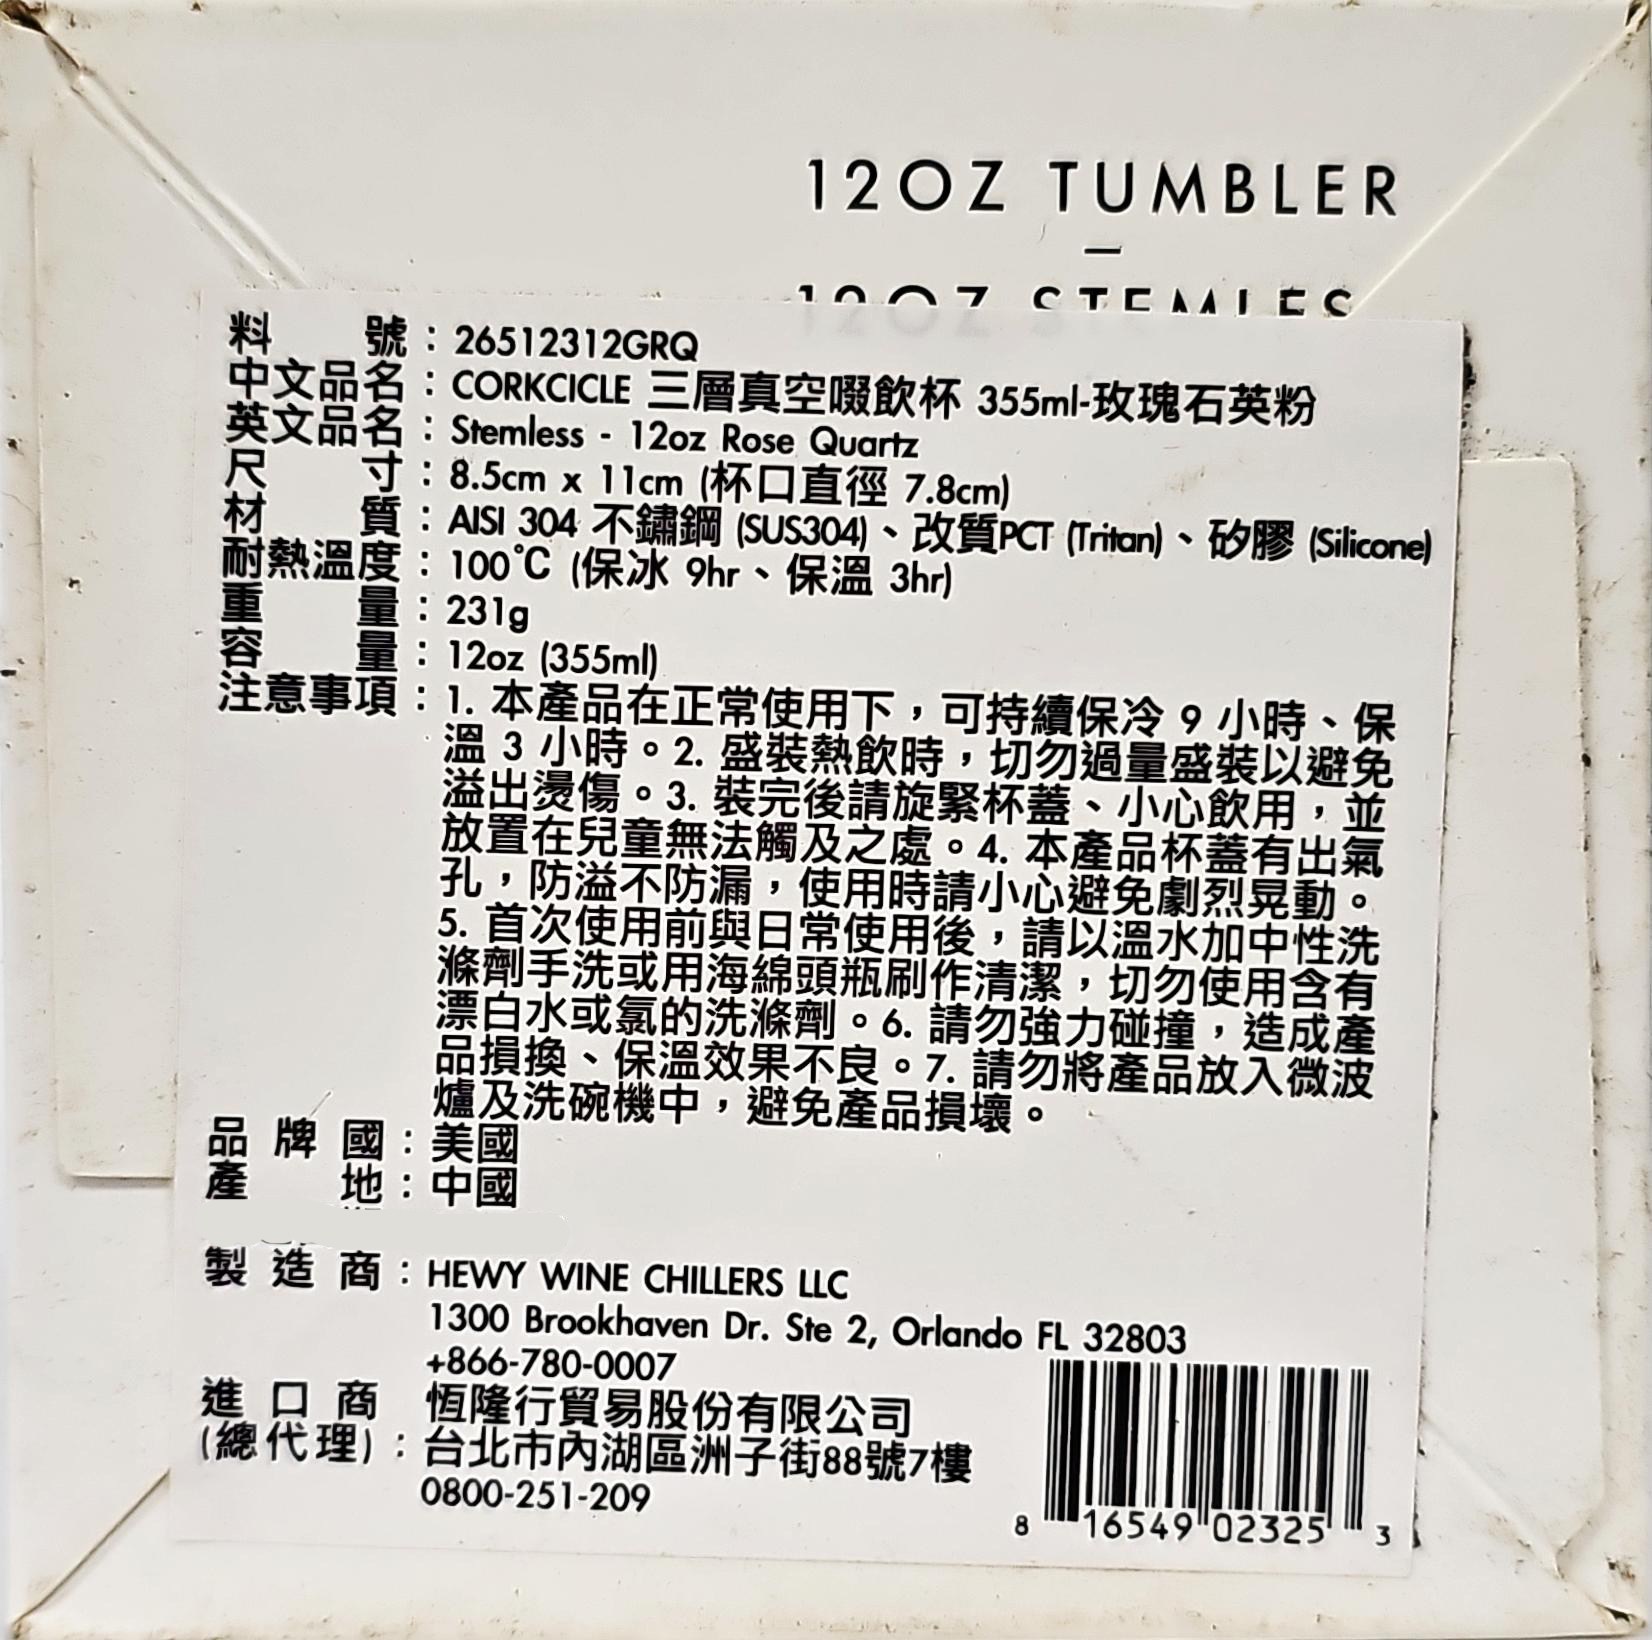 12OZ TUMBLER
—
12OZ STEMLES
料號：26512312GRQ
中文品名：CORKCICLE 三層真空啜飲杯 355ml-玫瑰石英粉
英文品名：Stemless - 12oz Rose Quartz
尺寸：8.5cm x 11cm (杯口直徑 7.8cm)
材質：AISI 304 不鏽鋼 (SUS304)、改質PCT (Tritan)、矽膠 (Silicone)
耐熱溫度：100℃ (保冰 9hr、保溫 3hr)
重量：231g
容量：12oz (355ml)
注意事項：1. 本產品在正常使用下，可持續保冷 9 小時、保
溫 3 小時。2. 盛裝熱飲時，切勿過量盛裝以避免
溢出燙傷。3. 裝完後請旋緊杯蓋、小心飲用，並
放置在兒童無法觸及之處。4. 本產品杯蓋有出氣
孔，防溢不防漏，使用時請小心避免劇烈晃動。
5. 首次使用前與日常使用後，請以溫水加中性洗
滌劑手洗或用海綿頭瓶刷作清潔，切勿使用含有
漂白水或氯的洗滌劑。6. 請勿強力碰撞，造成產
品損換、保溫效果不良。7. 請勿將產品放入微波
爐及洗碗機中，避免產品損壞。
品牌國：美國
產地：中國
製造商：HEWY WINE CHILLERS LLC
1300 Brookhaven Dr. Ste 2, Orlando FL 32803
+866-780-0007
進口商 恆隆行貿易股份有限公司
(總代理)：台北市內湖區洲子街88號7樓
0800-251-209
8 16549 02325 3